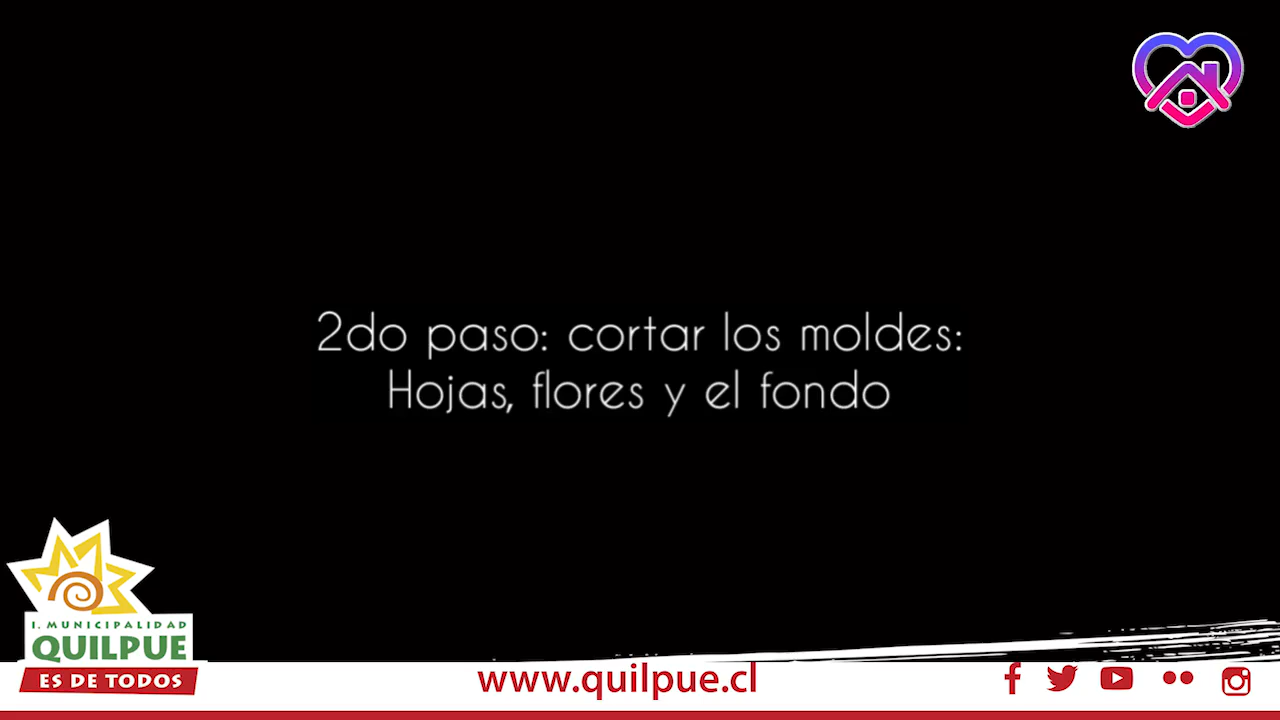 2do paso: cortar los moldes:
Hojas, flores y el fondo
I. MUNICIPALIDAD
QUILPUE
ES DE TODOS
www.quilpue.cl